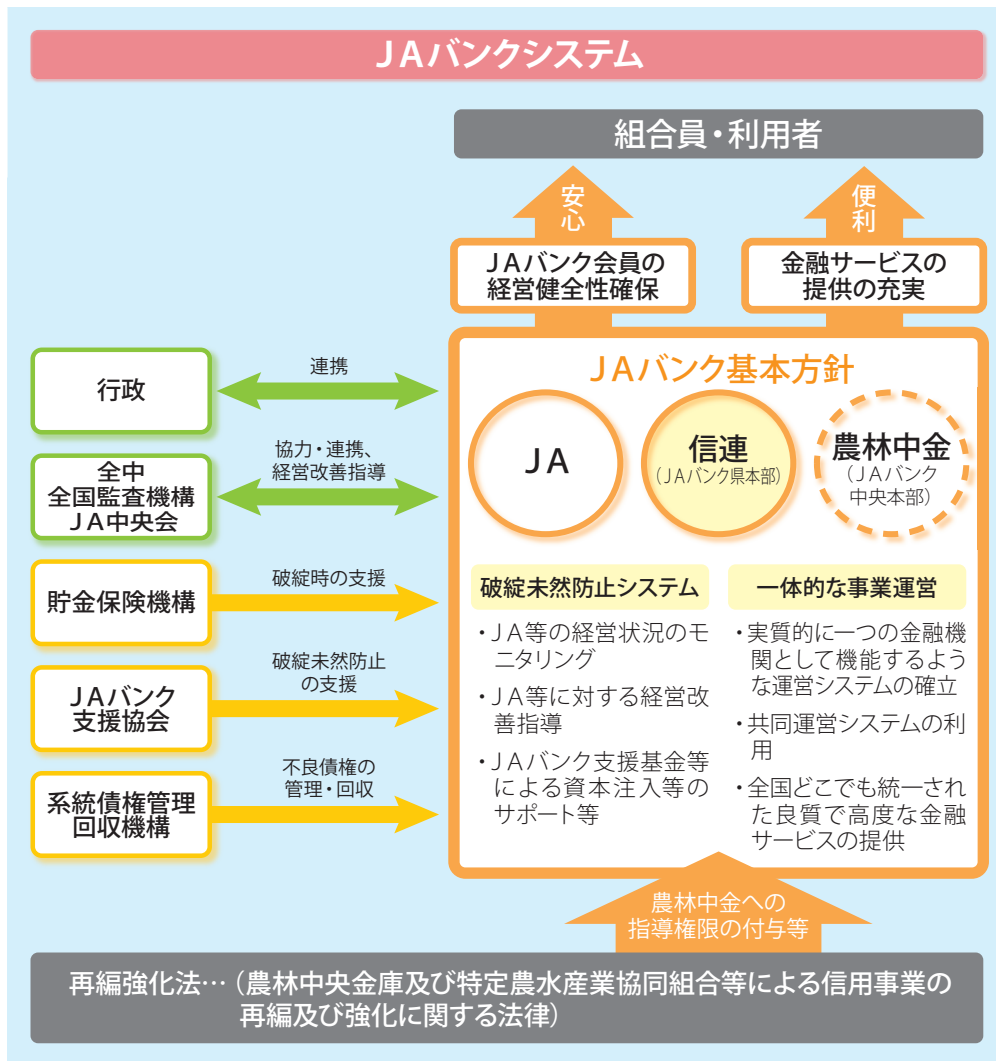 JAバンクシステム
組合員・利用者
安心
便利
JAバンク会員の
経営健全性確保
金融サービスの
提供の充実
行政
連携
全中
全国監査機構
JA中央会
協力・連携、
経営改善指導
貯金保険機構
破綻時の支援
JAバンク
支援協会
破綻未然防止
の支援
系統債権管理
回収機構
不良債権の
管理・回収
JAバンク基本方針
JA
信連
（JAバンク県本部）
農林中金
（JAバンク
中央本部）
破綻未然防止システム
・JA等の経営状況のモ
ニタリング
・JA等に対する経営改
善指導
・JAバンク支援基金等
による資本注入等の
サポート等
一体的な事業運営
・実質的に一つの金融機
関として機能するよう
な運営システムの確立
・共同運営システムの利
用
・全国どこでも統一され
た良質で高度な金融
サービスの提供
農林中金への
指導権限の付与等
再編強化法…（農林中央金庫及び特定農水産業協同組合等による信用事業の
再編及び強化に関する法律）